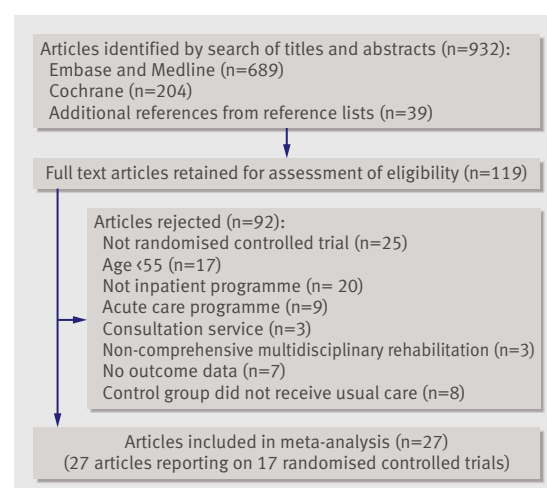 Articles identified by search of titles and abstracts (n=932):
Embase and Medline (n=689)
Cochrane (n=204)
Additional references from reference lists (n=39)
Full text articles retained for assessment of eligibility (n=119)
Articles rejected (n=92):
Not randomised controlled trial (n=25)
Age <55 (n=17)
Not inpatient programme (n= 20)
Acute care programme (n=9)
Consultation service (n=3)
Non-comprehensive multidisciplinary rehabilitation (n=3)
No outcome data (n=7)
Control group did not receive usual care (n=8)
Articles included in meta-analysis (n=27)
(27 articles reporting on 17 randomised controlled trials)